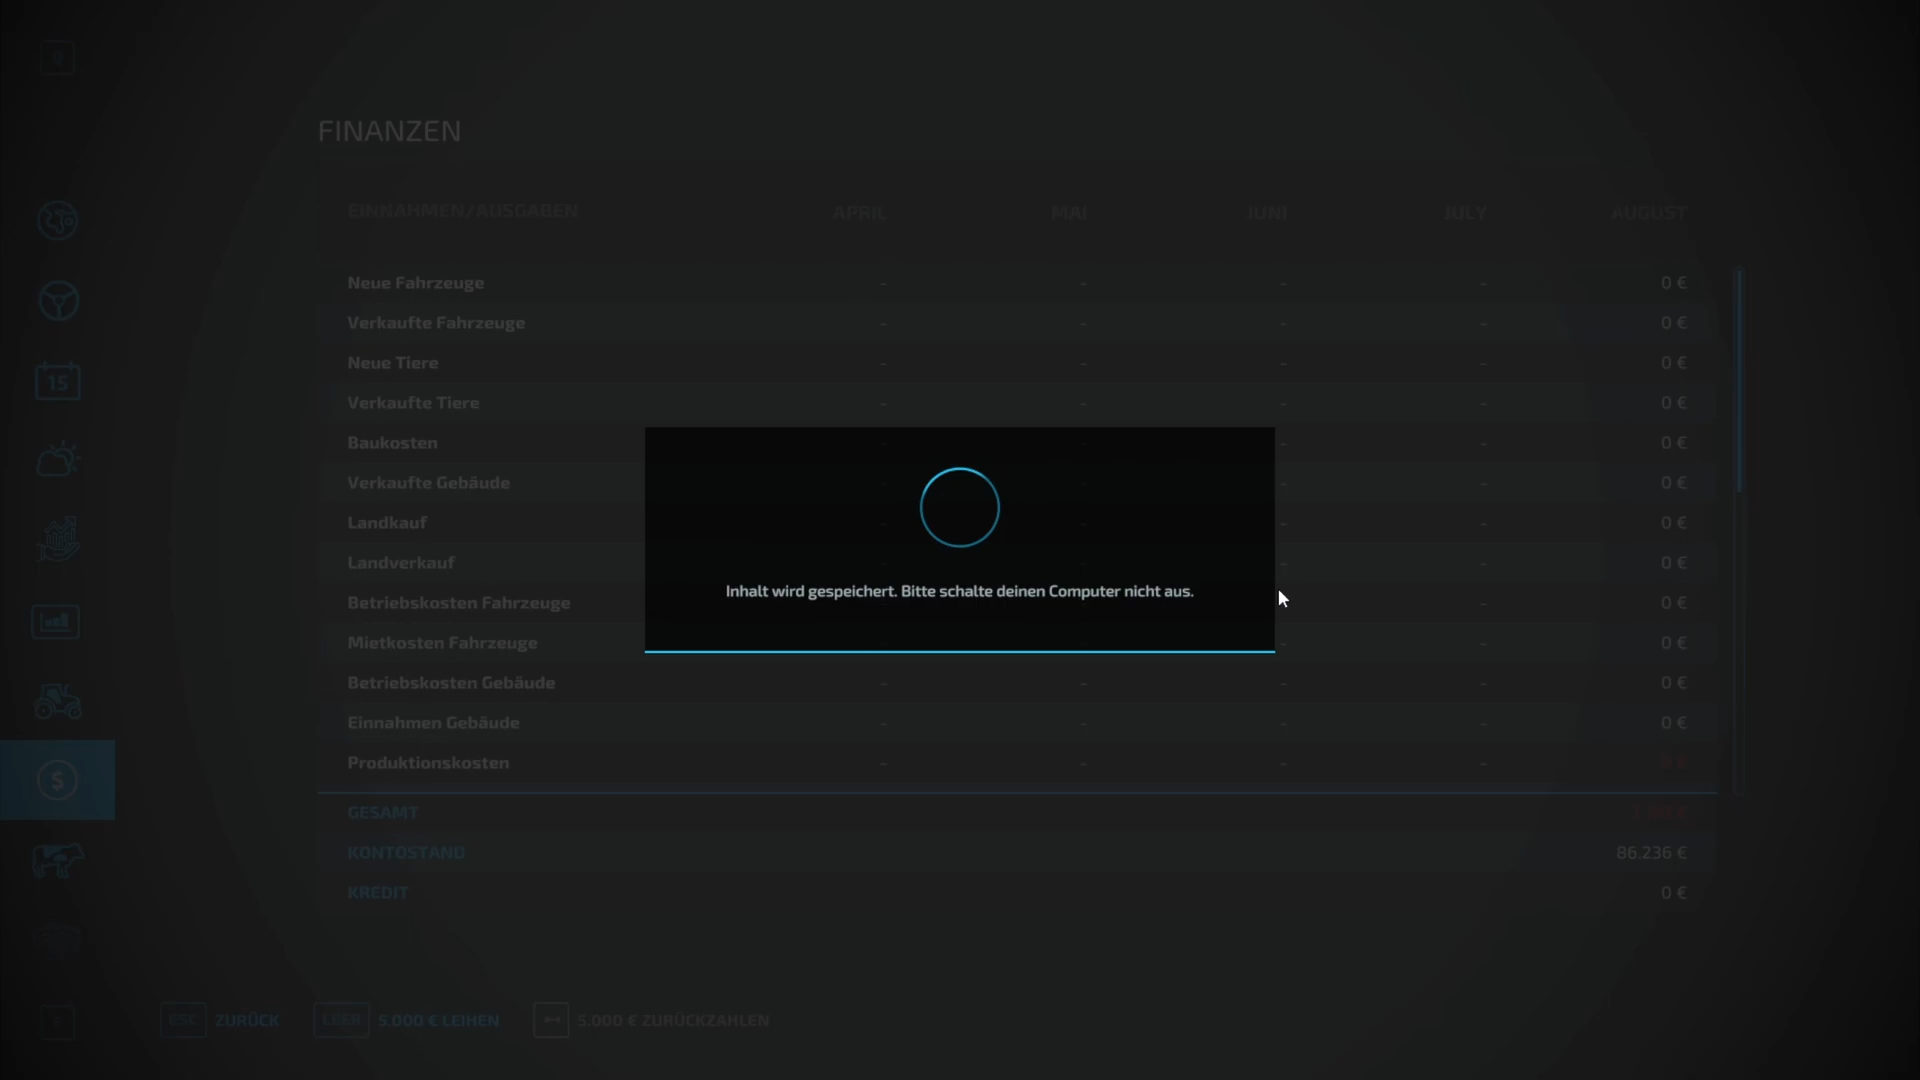 FINANZEN
EINNAHMEN/AUSGABEN APRIL MAI JUNI JULY AUGUST
Neue Fahrzeuge - - - - 0 €
Verkaufte Fahrzeuge - - - - 0 €
Neue Tiere - - - - 0 €
15
Verkaufte Tiere - - - - 0 €
Baukosten - - 0 €
Verkaufte Gebäude - - 0 €
Landkauf - - 0 €
Landverkauf - - 0 €
Inhalt wird gespeichert. Bitte schalte deinen Computer nicht aus.
Betriebskosten Fahrzeuge - - 0 €
Mietkosten Fahrzeuge - - 0 €
Betriebskosten Gebäude - - - - 0 €
Einnahmen Gebäude - - - - 0 €
Produktionskosten - - - -
$
GESAMT
KONTOSTAND 86.236 €
KREDIT 0 €
ESC ZURÜCK LEER 5.000 € LEIHEN 5.000 € ZURÜCKZAHLEN